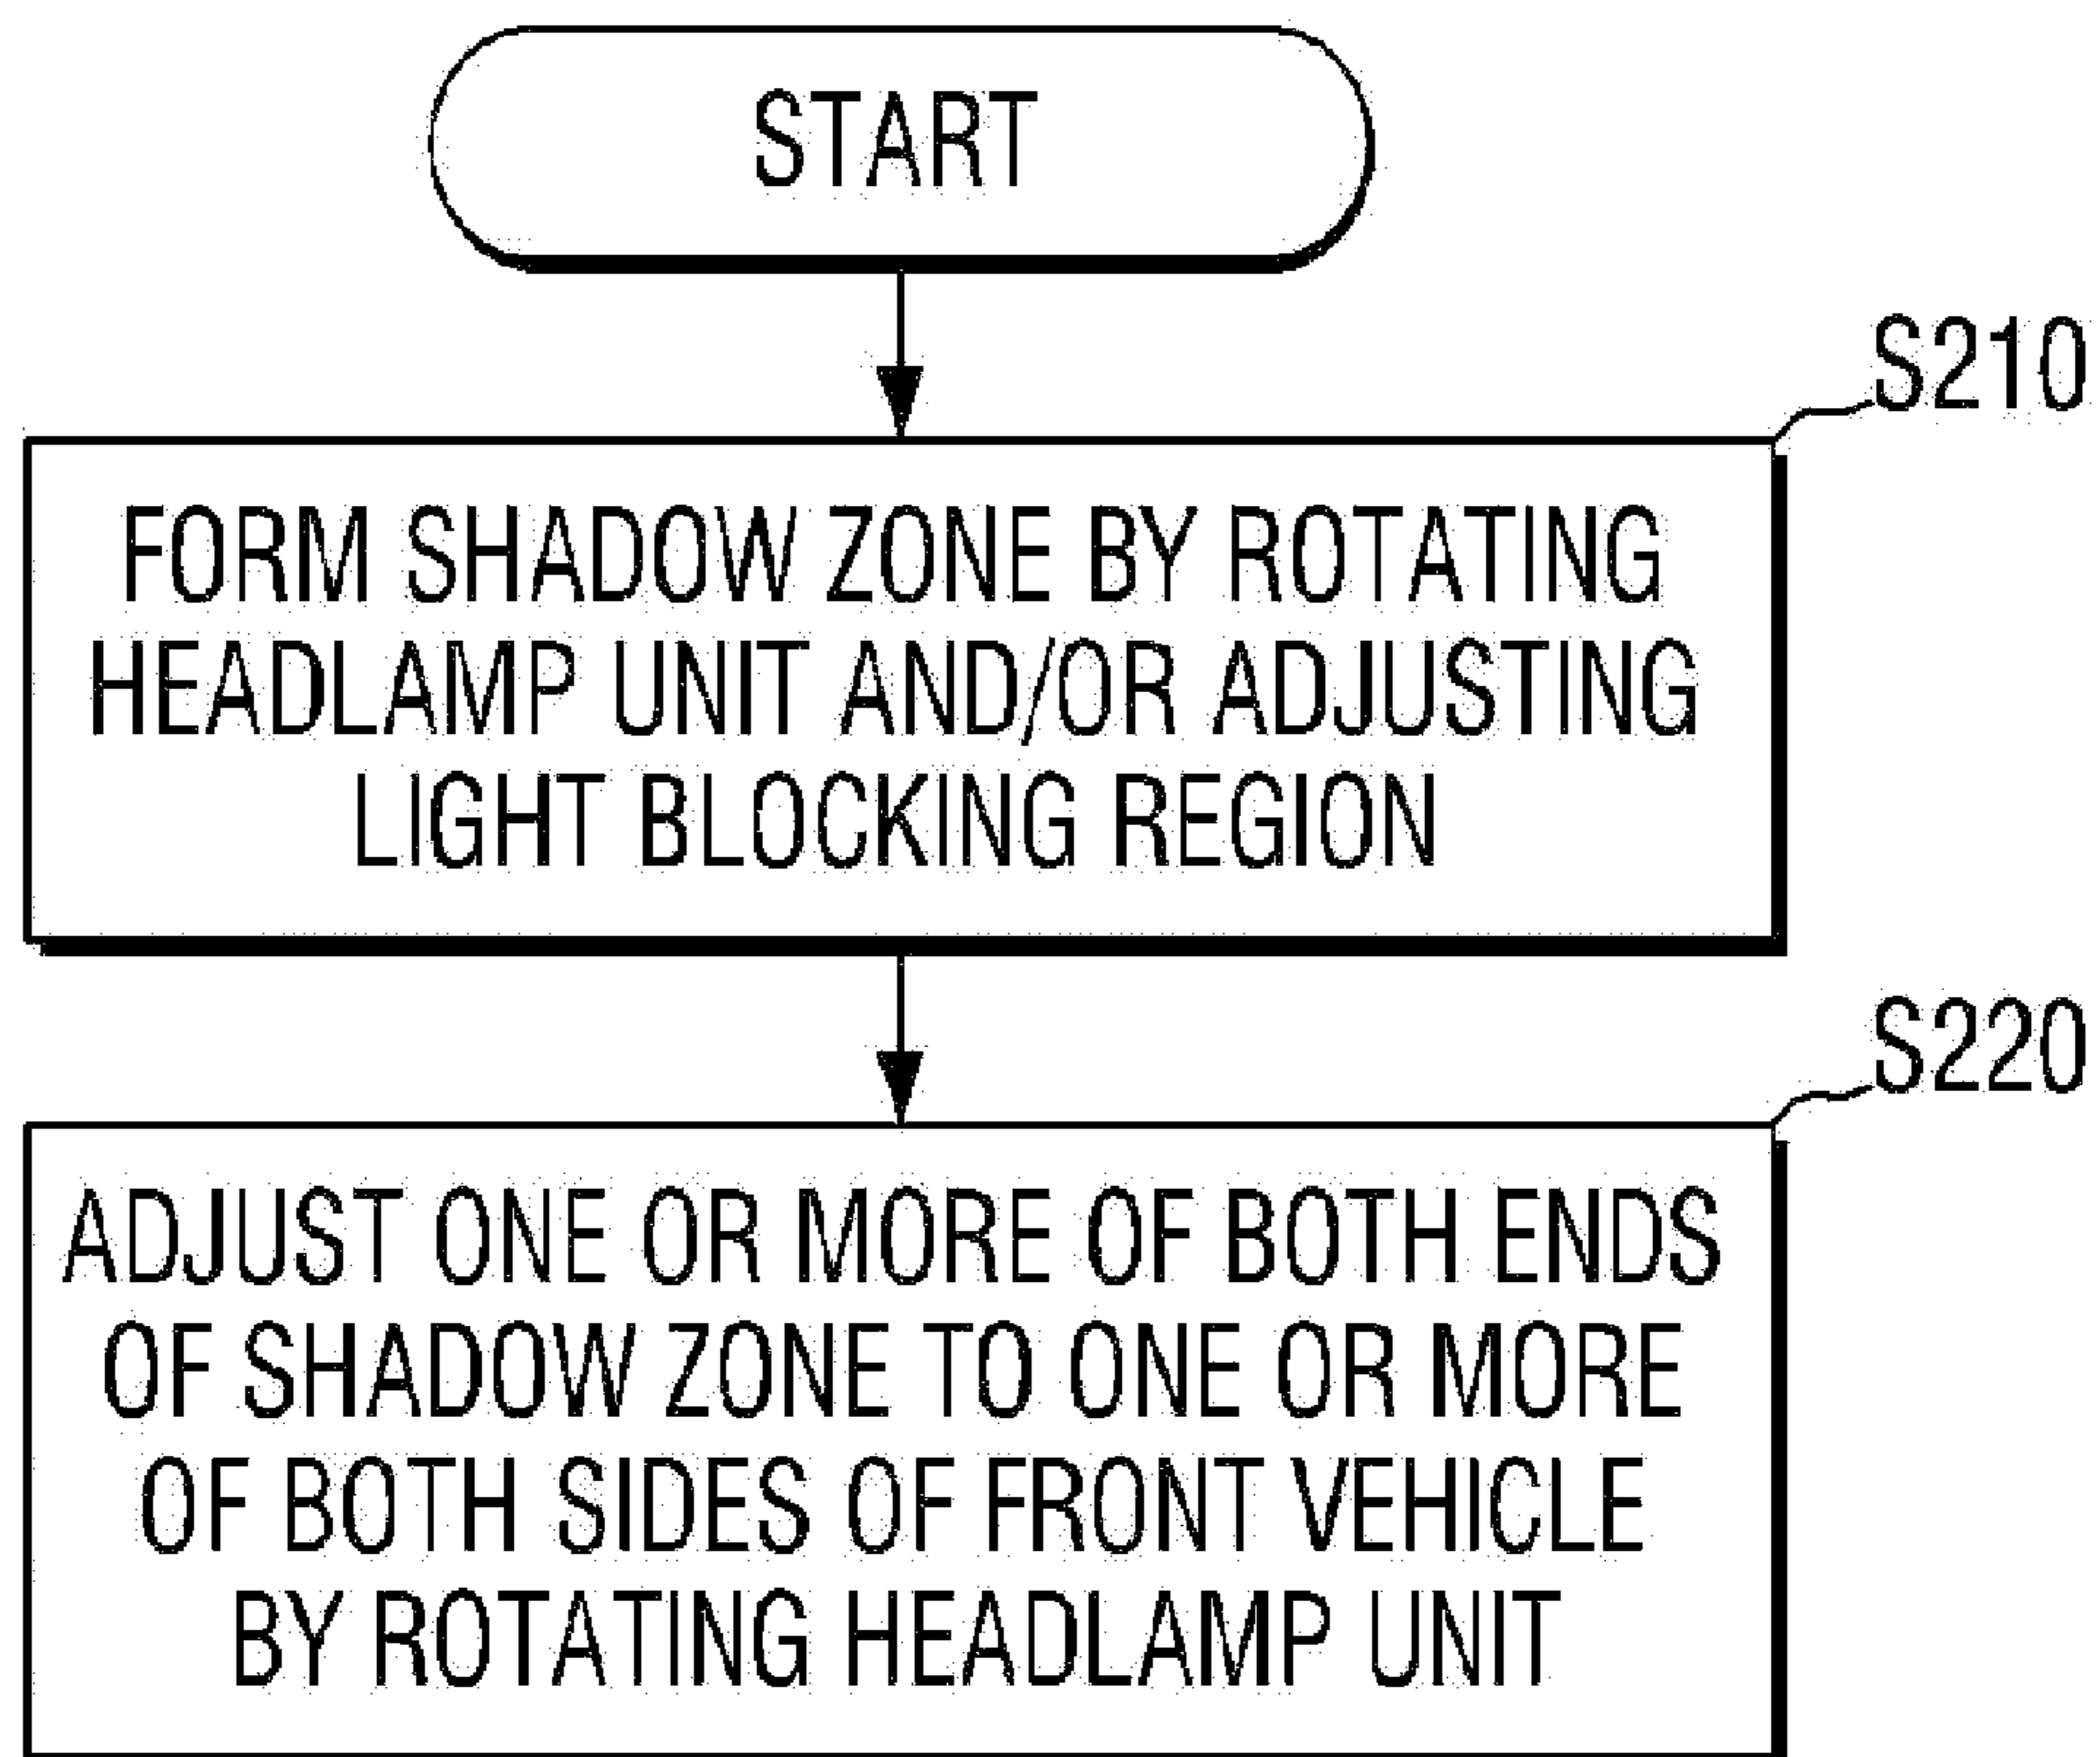 START
S210
FORM SHADOW ZONE BY ROTATING
HEADLAMP UNIT AND/OR ADJUSTING
LIGHT BLOCKING REGION
S220
ADJUST ONE OR MORE OF BOTH ENDS
OF SHADOW ZONE TO ONE OR MORE
OF BOTH SIDES OF FRONT VEHICLE
BY ROTATING HEADLAMP UNIT